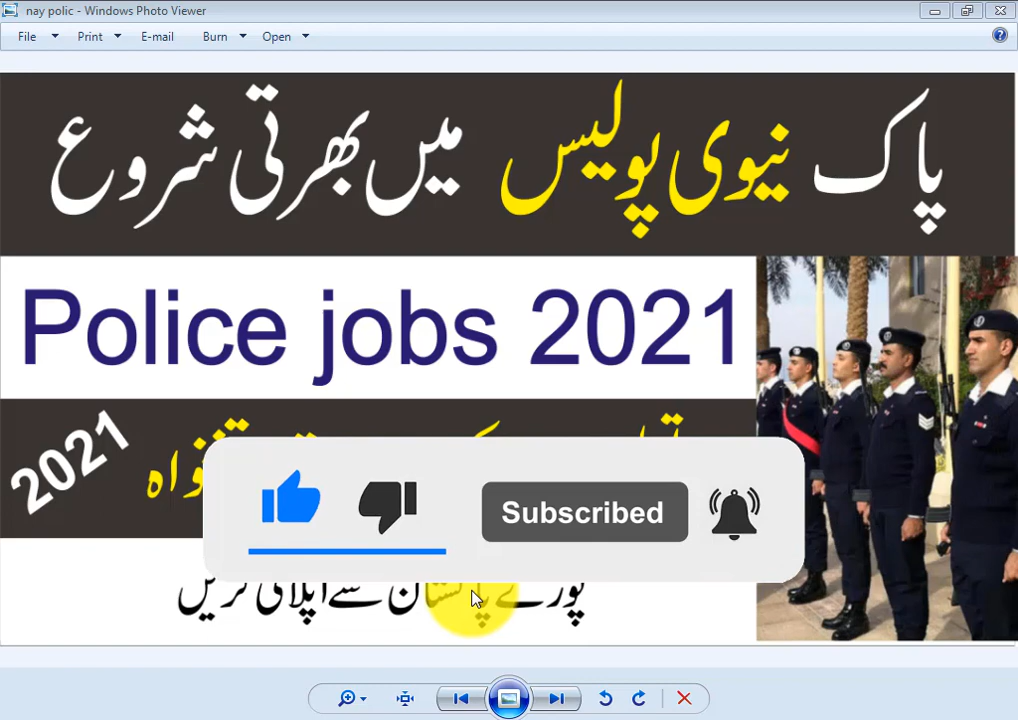 nay polic - Windows Photo Viewer
File Print E-mail Burn Open
پاک نیوی پولیس میں بھرتی شروع
Police jobs 2021
2021
Subscribed
پورے پاکستان سے اپلائی کریں